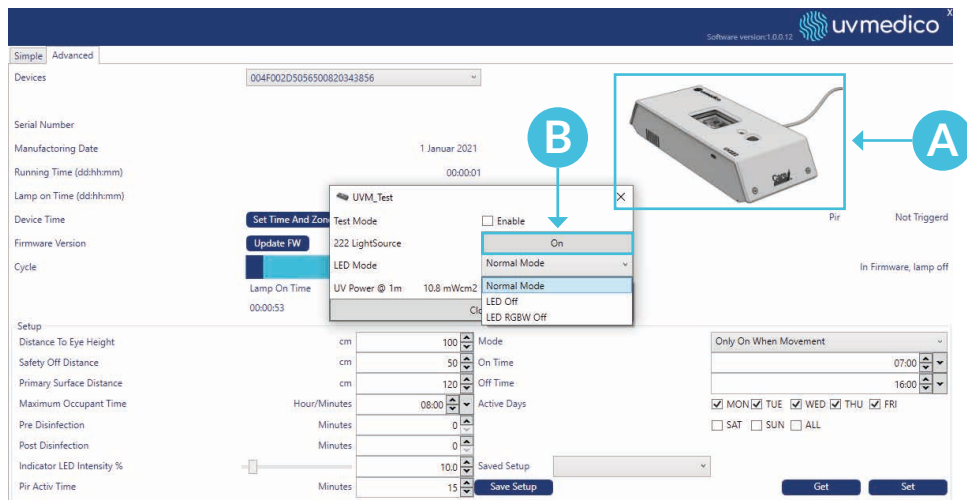 X
uvmedico
Software version:1.0.0.12
Simple Advanced
Devices 004F002D5056500820343856
Serial Number
Manufactoring Date 1 Januar 2021
Running Time (dd:hh:mm) 00:00:01
Lamp on Time (dd:hh:mm)
Device Time Set Time And Zon Pir Not Triggerd
Firmware Version Update FW
Cycle In Firmware, lamp off
Lamp On Time
00:00:53
B
A
UVM_Test X
Test Mode Enable
222 LightSource On
LED Mode Normal Mode
UV Power @ 1m 10.8 mWcm2 Normal Mode
LED Off
Clo LED RGBW Off
Setup
Distance To Eye Height cm 100 Mode Only On When Movement
Safety Off Distance cm 50 On Time 07:00
Primary Surface Distance cm 120 Off Time 16:00
Maximum Occupant Time Hour/Minutes 08:00 Active Days MON TUE WED THU FRI
Pre Disinfection Minutes 0 SAT SUN ALL
Post Disinfection Minutes 0
Indicator LED Intensity % 10.0 Saved Setup
Pir Activ Time Minutes 15 Save Setup Get Set